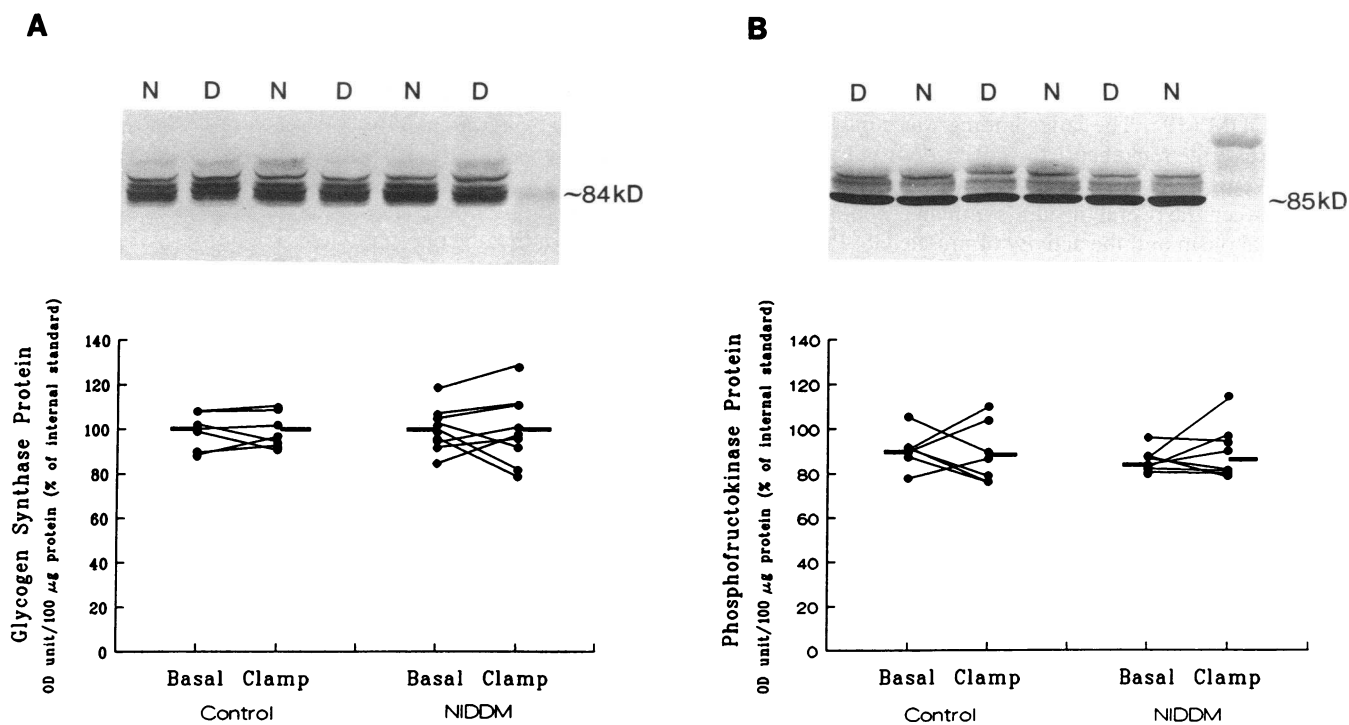 A
N D N D N D
~84kD
Glycogen Synthase Protein
OD unit/100 µg protein (% of internal standard)
140
120
100
80
60
40
20
0
Basal Clamp Basal Clamp
Control NIDDM
B
D N D N D N
~85kD
Phosphofructokinase Protein
OD unit/100 µg protein (% of internal standard)
140
120
100
80
60
40
20
0
Basal Clamp Basal Clamp
Control NIDDM